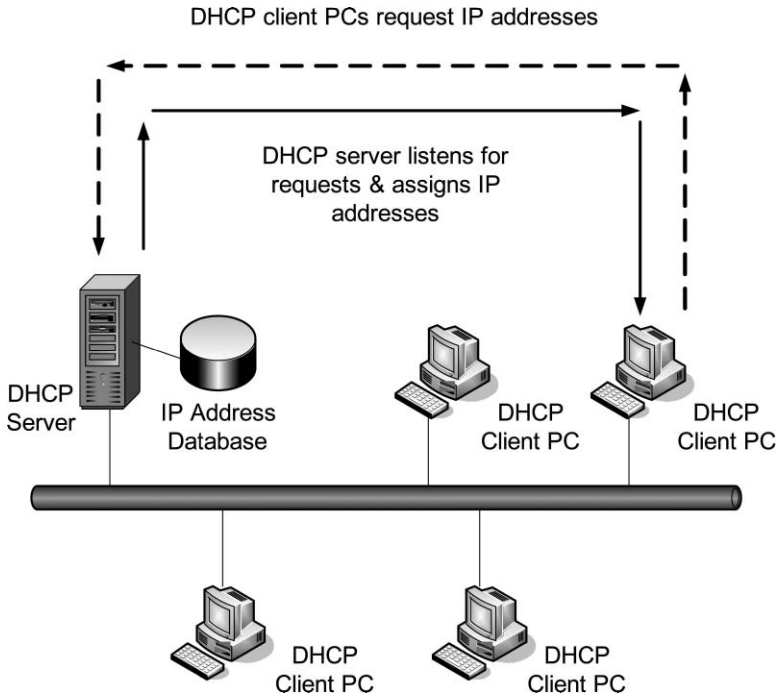 DHCP client PCs request IP addresses
DHCP server listens for
requests & assigns IP
addresses
DHCP
Server
IP Address
Database
DHCP
Client PC
DHCP
Client PC
DHCP
Client PC
DHCP
Client PC